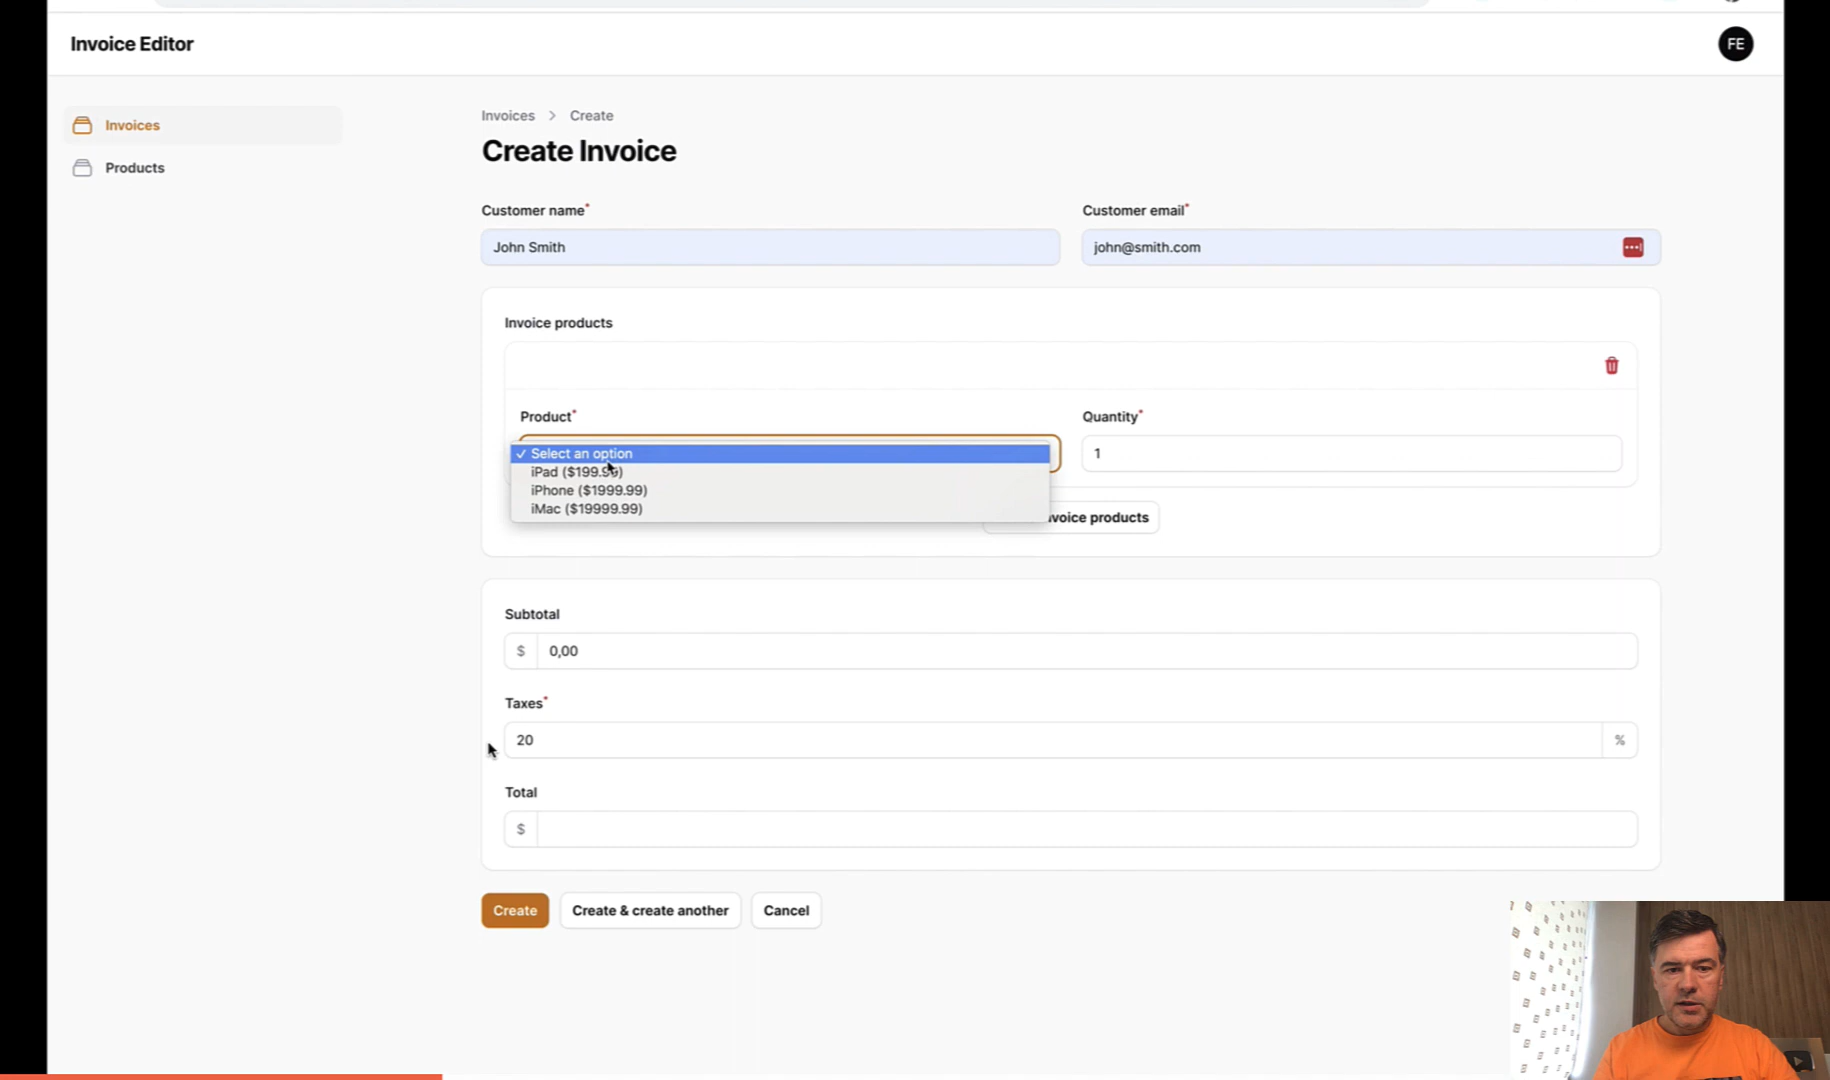 Invoice Editor
FE
Invoices
Products
Invoices > Create
Create Invoice
Customer name*
Customer email*
John Smith
john@smith.com
Invoice products
Product*
Quantity*
✓ Select an option
iPad ($199.99)
iPhone ($1999.99)
iMac ($19999.99)
1
voice products
Subtotal
$ 0,00
Taxes*
20 %
Total
$
Create
Create & create another
Cancel